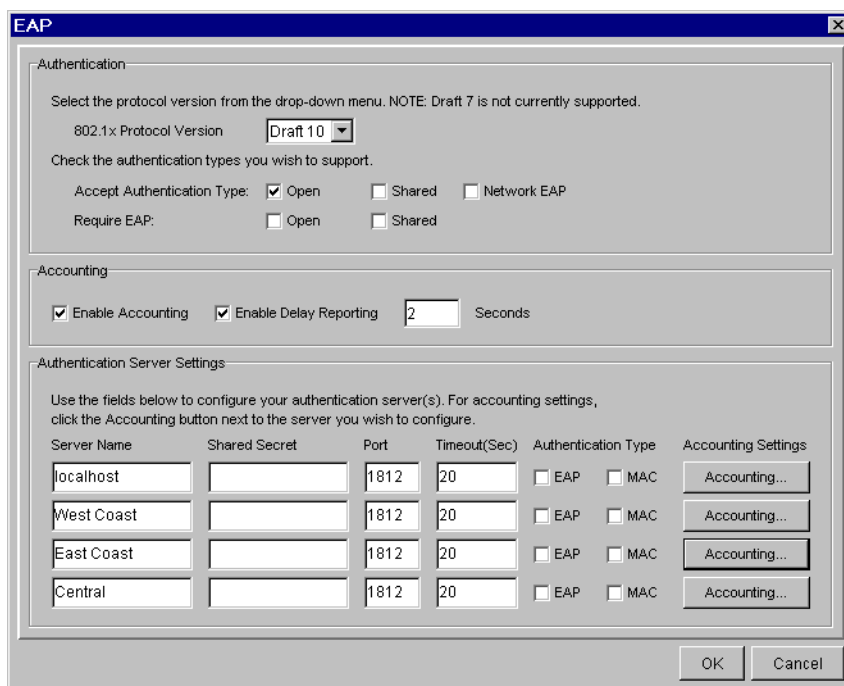 EAP
Authentication
Select the protocol version from the drop-down menu. NOTE: Draft 7 is not currently supported.
802.1x Protocol Version Draft 10
Check the authentication types you wish to support.
Accept Authentication Type: Open Shared Network EAP
Require EAP: Open Shared
Accounting
Enable Accounting Enable Delay Reporting 2 Seconds
Authentication Server Settings
Use the fields below to configure your authentication server(s). For accounting settings,
click the Accounting button next to the server you wish to configure.
Server Name Shared Secret Port Timeout(Sec) Authentication Type Accounting Settings
localhost 1812 20 EAP MAC Accounting...
West Coast 1812 20 EAP MAC Accounting...
East Coast 1812 20 EAP MAC Accounting...
Central 1812 20 EAP MAC Accounting...
OK Cancel